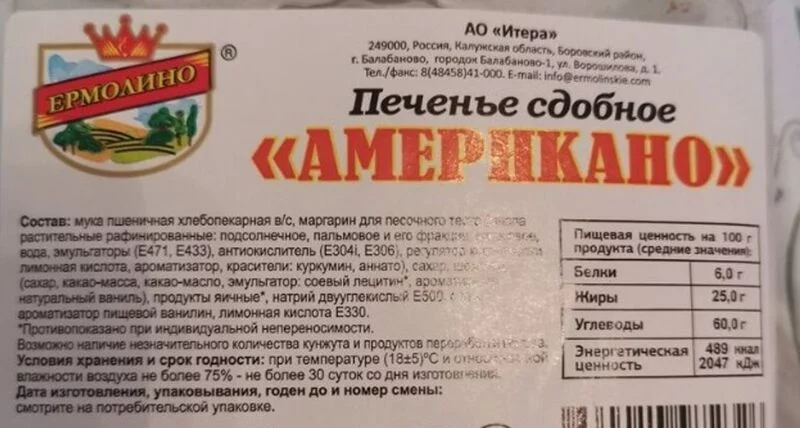 ЕРМОЛИНО
®
АО «Итера»
249000, Россия, Калужская область, Боровский район,
г. Балабаново, городок Балабаново-1, ул. Ворошилова, д. 1.
Тел./факс: 8(48458)41-000. E-mail: info@ermolinskie.com
Печенье сдобное
«АМЕРИКАНО»
Состав: мука пшеничная хлебопекарная в/с, маргарин для песочного
растительные рафинированные: подсолнечное, пальмовое и его
вода, эмульгаторы (Е471, Е433), антиокислитель (Е304i, Е306),
лимонная кислота, ароматизатор, красители: куркумин, аннато), сахар,
(сахар, какао-масса, какао-масло, эмульгатор: соевый лецитин*,
натуральный ваниль), продукты яичные*, натрий двууглекислый Е500,
ароматизатор пищевой ванилин, лимонная кислота Е330.
*Противопоказано при индивидуальной непереносимости.
Возможно наличие незначительного количества кунжута и продуктов
Условия хранения и срок годности: при температуре (18±5)°С и
влажности воздуха не более 75% - не более 30 суток со дня изготовления.
Дата изготовления, упаковывания, годен до и номер смены:
смотрите на потребительской упаковке.
Пищевая ценность на 100 г
продукта (средние значения):
Белки 6,0 г
Жиры 25,0 г
Углеводы 60,0 г
Энергетическая 489 ккал
ценность 2047 кДж